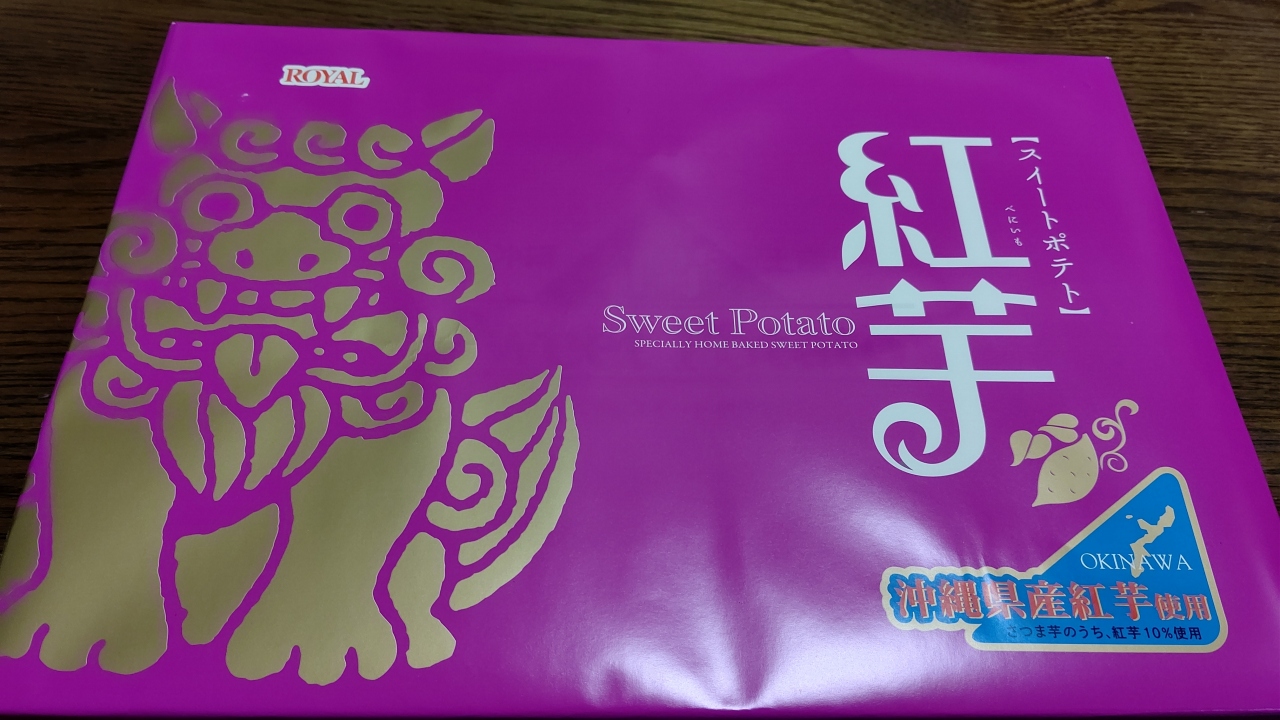 ROYAL
【スイートポテト】
紅芋
べにいも
Sweet Potato
SPECIALLY HOME BAKED SWEET POTATO
OKINAWA
沖縄県産紅芋使用
さつま芋のうち、紅芋10%使用